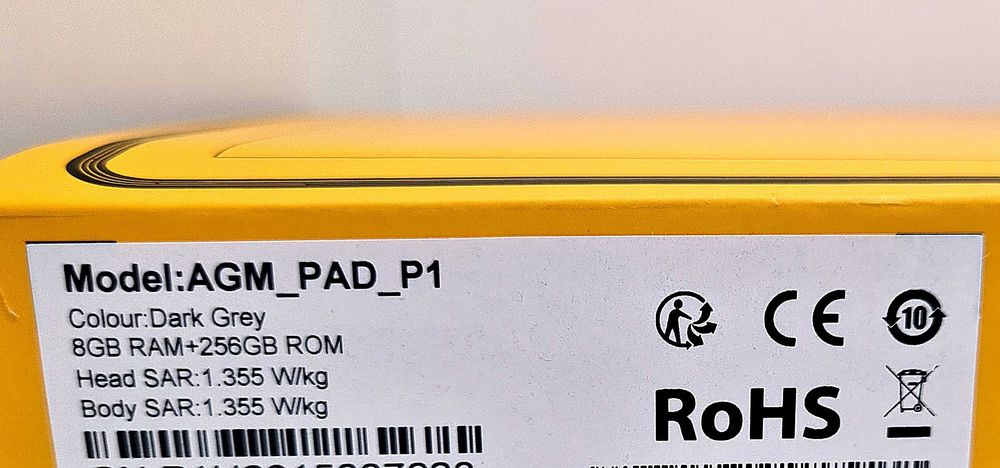 Model:AGM_PAD_P1
Colour:Dark Grey
8GB RAM+256GB ROM
Head SAR:1.355 W/kg
Body SAR:1.355 W/kg
CE
10
RoHS